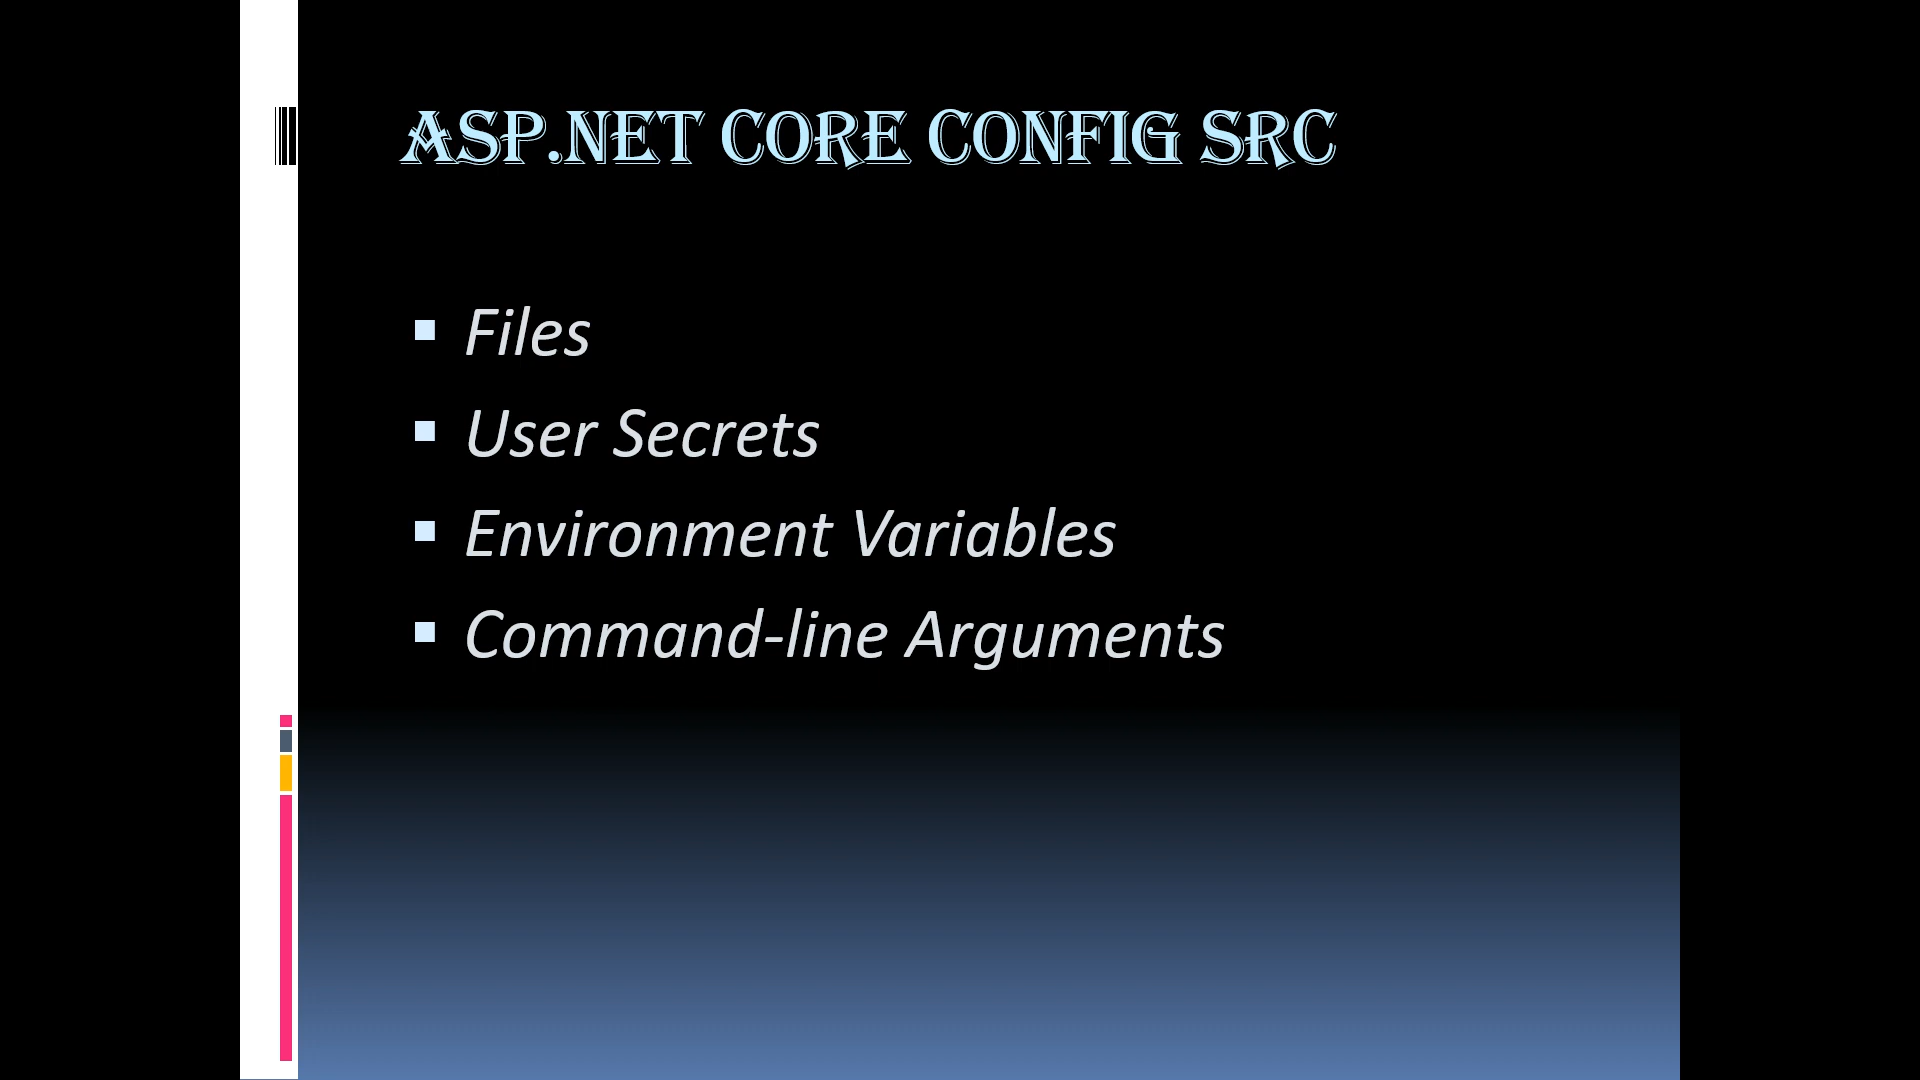 ASP.NET CORE CONFIG SRC
Files
User Secrets
Environment Variables
Command-line Arguments